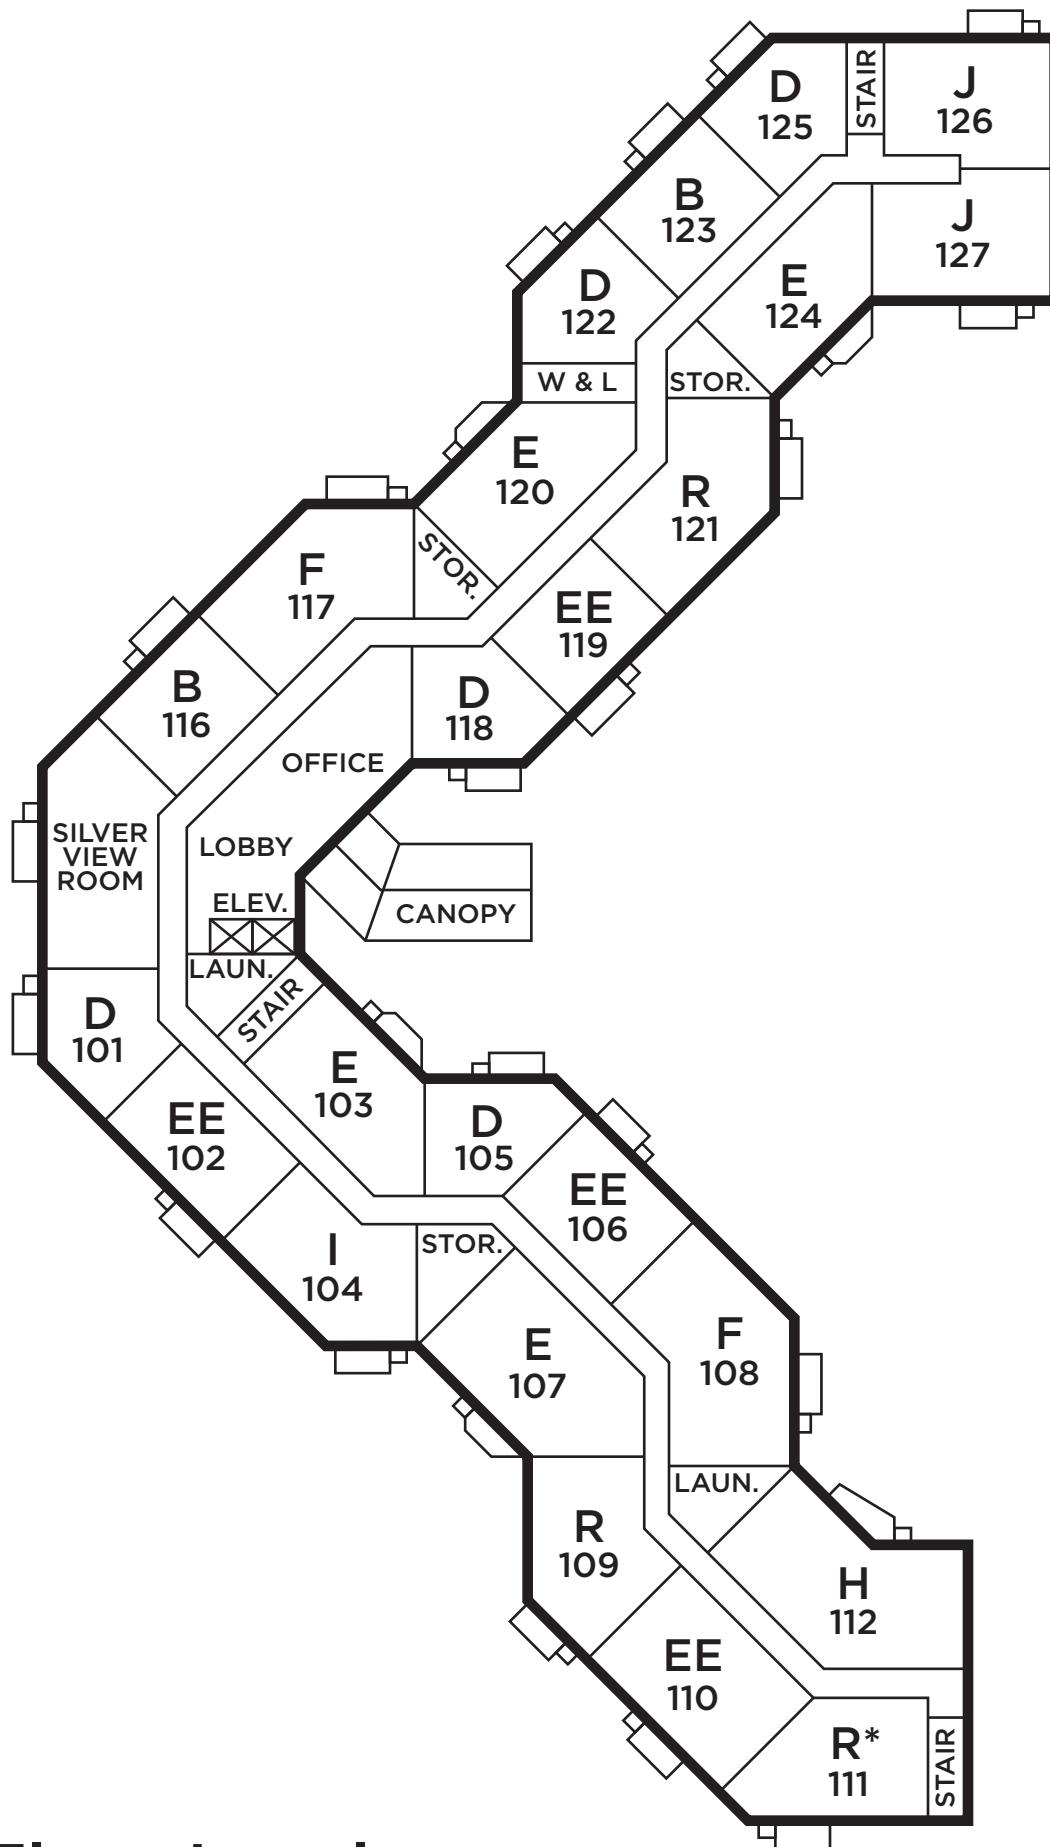 D
125
STAIR
J
126
B
123
J
127
D
122
E
124
W & L
STOR.
E
120
R
121
STOR.
F
117
EE
119
B
116
D
118
OFFICE
SILVER
VIEW
ROOM
LOBBY
ELEV.
CANOPY
LAUN.
STAIR
D
101
E
103
EE
102
D
105
EE
106
I
104
STOR.
E
107
F
108
LAUN.
R
109
H
112
EE
110
R*
111
STAIR